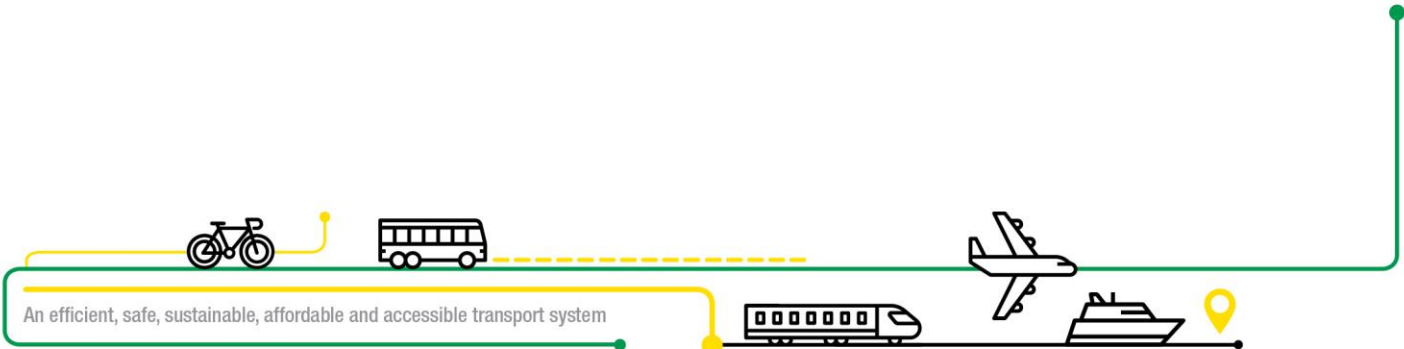 An efficient, safe, sustainable, affordable and accessible transport system